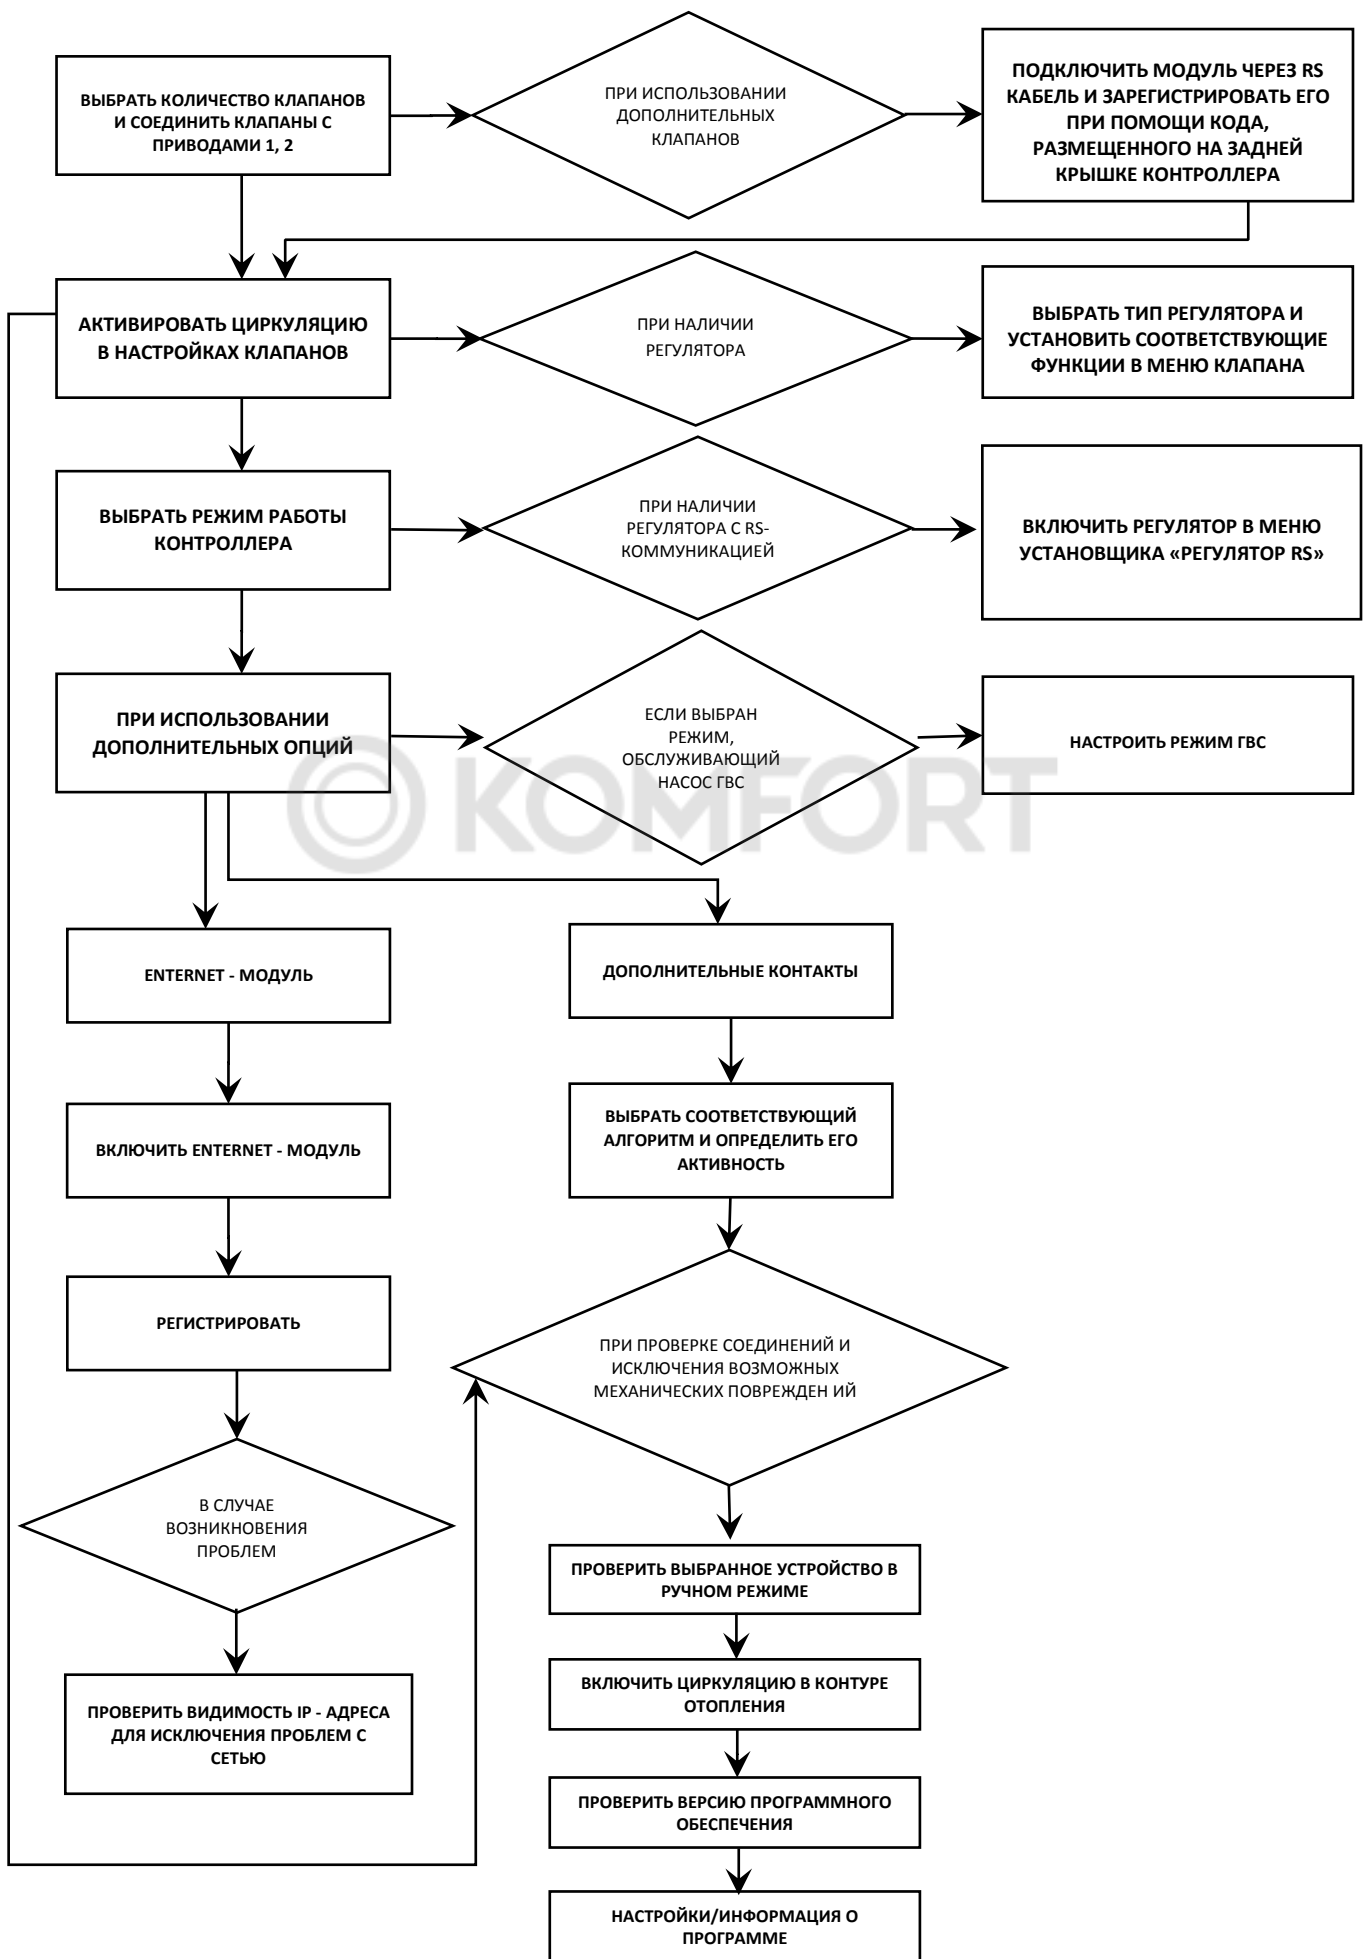 ВЫБРАТЬ КОЛИЧЕСТВО КЛАПАНОВ
И СОЕДИНИТЬ КЛАПАНЫ С
ПРИВОДАМИ 1, 2
ПРИ ИСПОЛЬЗОВАНИИ
ДОПОЛНИТЕЛЬНЫХ
КЛАПАНОВ
ПОДКЛЮЧИТЬ МОДУЛЬ ЧЕРЕЗ RS
КАБЕЛЬ И ЗАРЕГИСТРИРОВАТЬ ЕГО
ПРИ ПОМОЩИ КОДА,
РАЗМЕЩЕННОГО НА ЗАДНЕЙ
КРЫШКЕ КОНТРОЛЛЕРА
АКТИВИРОВАТЬ ЦИРКУЛЯЦИЮ
В НАСТРОЙКАХ КЛАПАНОВ
ПРИ НАЛИЧИИ
РЕГУЛЯТОРА
ВЫБРАТЬ ТИП РЕГУЛЯТОРА И
УСТАНОВИТЬ СООТВЕТСТВУЮЩИЕ
ФУНКЦИИ В МЕНЮ КЛАПАНА
ВЫБРАТЬ РЕЖИМ РАБОТЫ
КОНТРОЛЛЕРА
ПРИ НАЛИЧИИ
РЕГУЛЯТОРА С RS-
КОММУНИКАЦИЕЙ
ВКЛЮЧИТЬ РЕГУЛЯТОР В МЕНЮ
УСТАНОВЩИКА «РЕГУЛЯТОР RS»
ПРИ ИСПОЛЬЗОВАНИИ
ДОПОЛНИТЕЛЬНЫХ ОПЦИЙ
ЕСЛИ ВЫБРАН
РЕЖИМ,
ОБСЛУЖИВАЮЩИЙ
НАСОС ГВС
НАСТРОИТЬ РЕЖИМ ГВС
KOMFORT
ENTERNET - МОДУЛЬ
ДОПОЛНИТЕЛЬНЫЕ КОНТАКТЫ
ВКЛЮЧИТЬ ENTERNET - МОДУЛЬ
ВЫБРАТЬ СООТВЕТСТВУЮЩИЙ
АЛГОРИТМ И ОПРЕДЕЛИТЬ ЕГО
АКТИВНОСТЬ
РЕГИСТРИРОВАТЬ
ПРИ ПРОВЕРКЕ СОЕДИНЕНИЙ И
ИСКЛЮЧЕНИЯ ВОЗМОЖНЫХ
МЕХАНИЧЕСКИХ ПОВРЕЖДЕН ИЙ
В СЛУЧАЕ
ВОЗНИКНОВЕНИЯ
ПРОБЛЕМ
ПРОВЕРИТЬ ВЫБРАННОЕ УСТРОЙСТВО В
РУЧНОМ РЕЖИМЕ
ПРОВЕРИТЬ ВИДИМОСТЬ IP - АДРЕСА
ДЛЯ ИСКЛЮЧЕНИЯ ПРОБЛЕМ С
СЕТЬЮ
ВКЛЮЧИТЬ ЦИРКУЛЯЦИЮ В КОНТУРЕ
ОТОПЛЕНИЯ
ПРОВЕРИТЬ ВЕРСИЮ ПРОГРАММНОГО
ОБЕСПЕЧЕНИЯ
НАСТРОЙКИ/ИНФОРМАЦИЯ О
ПРОГРАММЕ